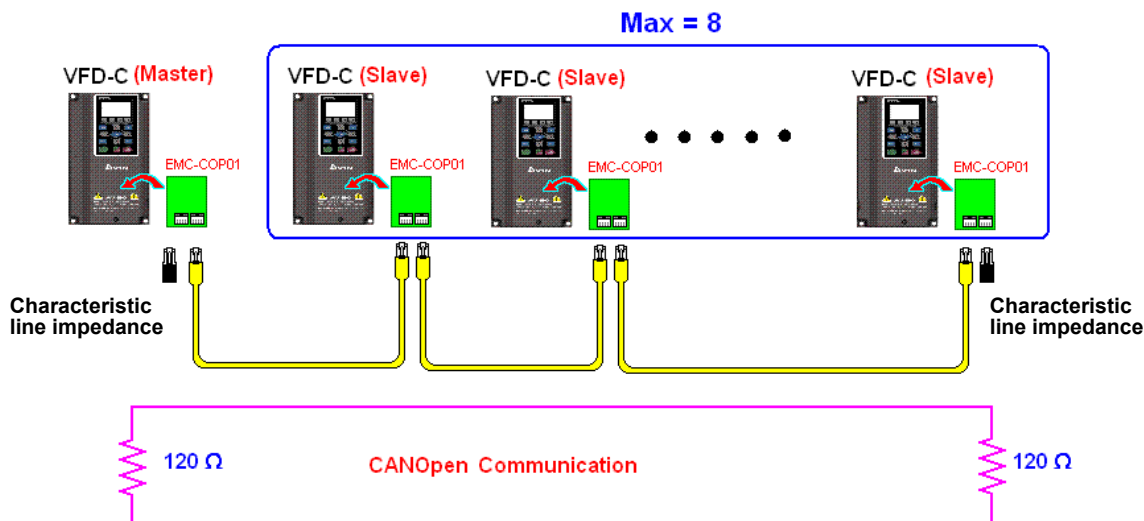 Max = 8
VFD-C (Master)
VFD-C (Slave)
VFD-C (Slave)
VFD-C (Slave)
EMC-COP01
EMC-COP01
EMC-COP01
EMC-COP01
Characteristic
line impedance
Characteristic
line impedance
120 Ω
CANOpen Communication
120 Ω